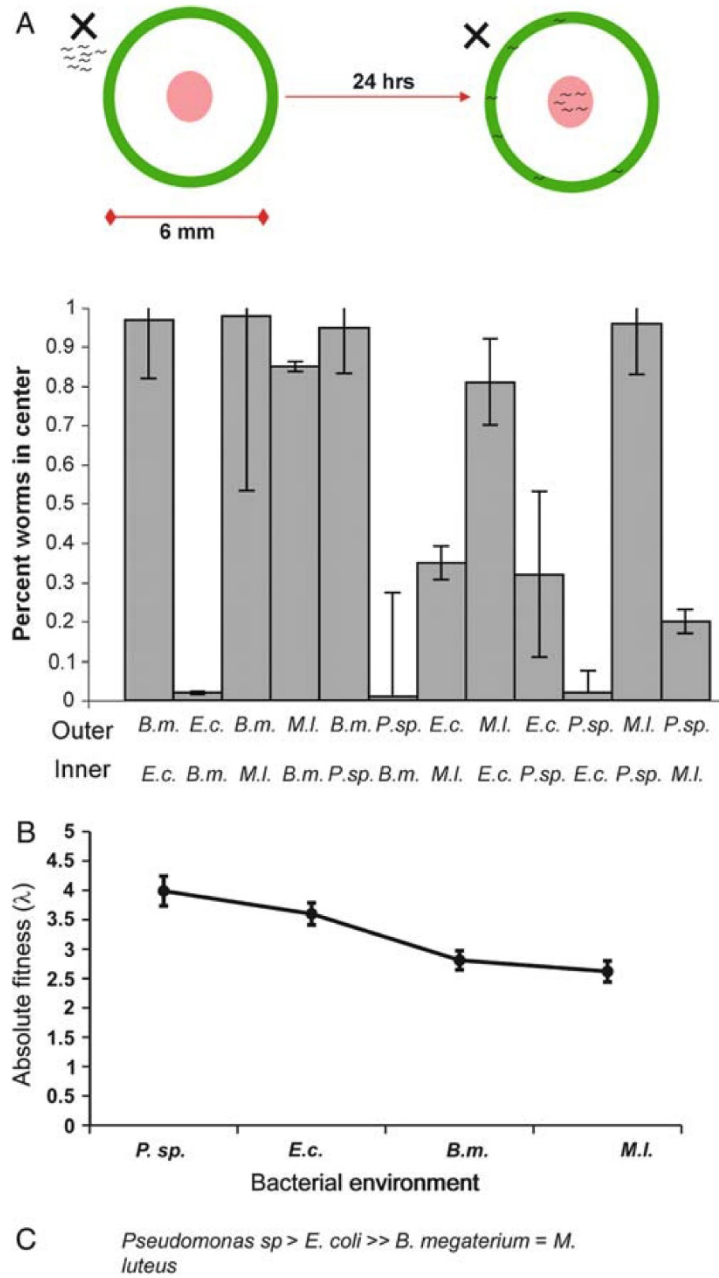 A
24 hrs
6 mm
Percent worms in center
1
0.9
0.8
0.7
0.6
0.5
0.4
0.3
0.2
0.1
0
Outer B.m. E.c. B.m. M.l. B.m. P.sp. E.c. M.l. E.c. P.sp. M.l. P.sp.
Inner E.c. B.m. M.l. B.m. P.sp. B.m. M.l. E.c. P.sp. E.c. P.sp. M.l.
B
Absolute fitness (λ)
5
4.5
4
3.5
3
2.5
2
1.5
1
0.5
0
P. sp. E.c. B.m. M.l.
Bacterial environment
C Pseudomonas sp > E. coli >> B. megaterium = M.
luteus